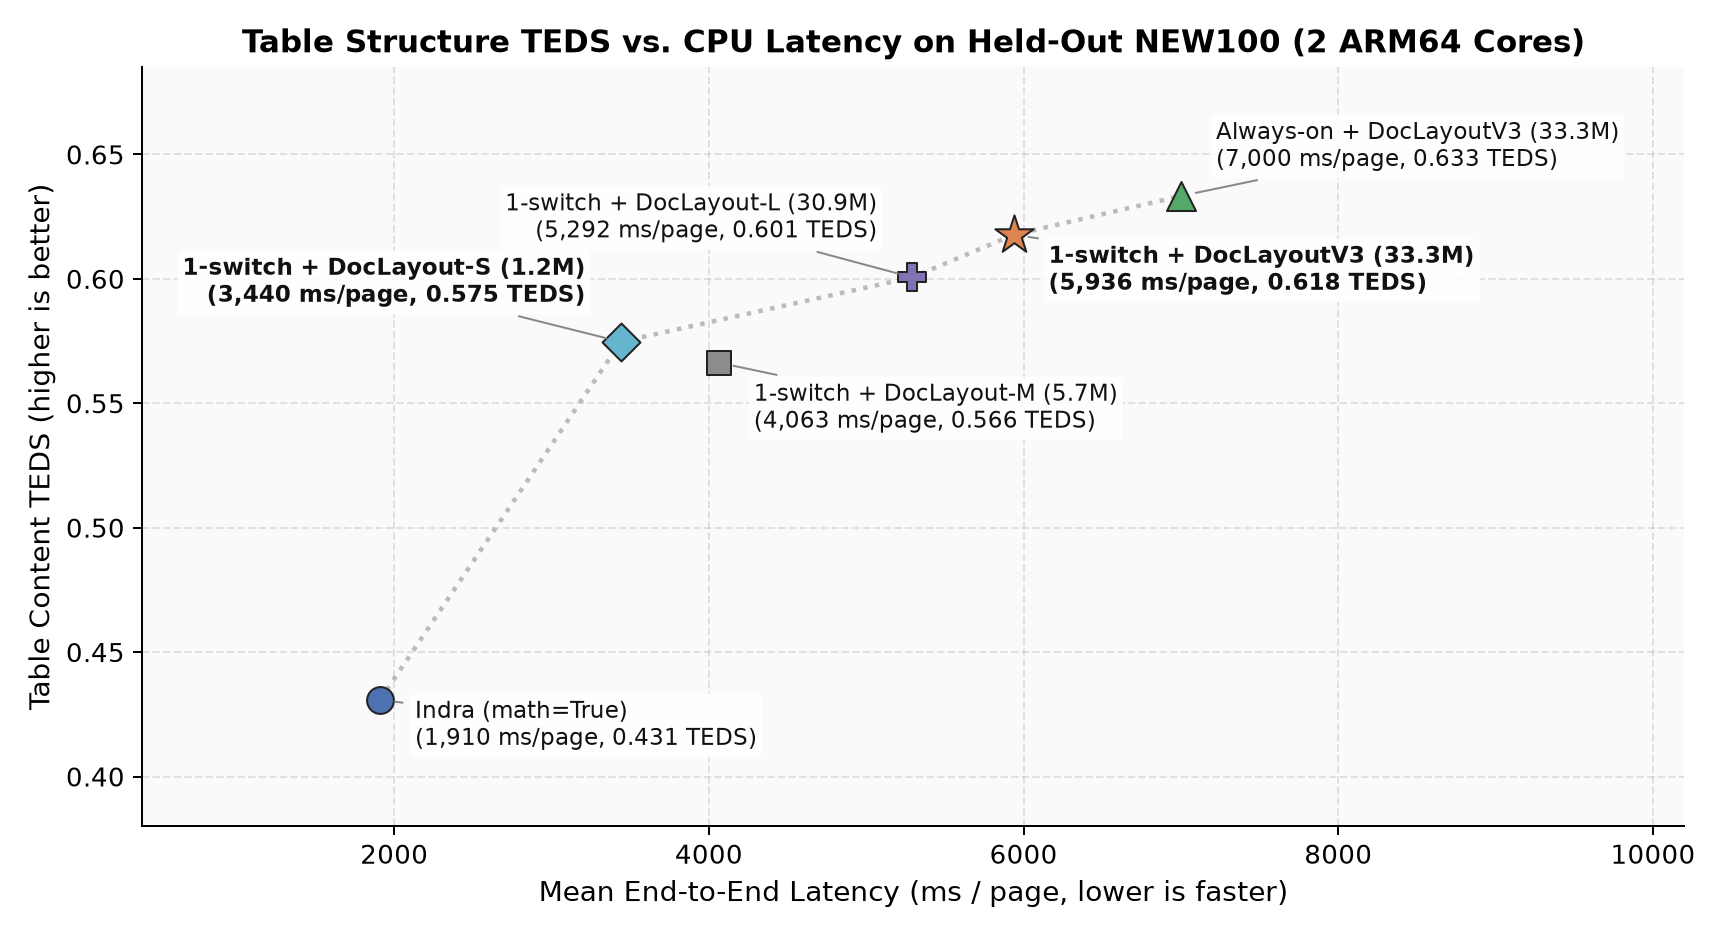 Table Structure TEDS vs. CPU Latency on Held-Out NEW100 (2 ARM64 Cores)
Table Content TEDS (higher is better)
0.65
0.60
0.55
0.50
0.45
0.40
Always-on + DocLayoutV3 (33.3M)
(7,000 ms/page, 0.633 TEDS)
1-switch + DocLayout-L (30.9M)
(5,292 ms/page, 0.601 TEDS)
1-switch + DocLayoutV3 (33.3M)
(5,936 ms/page, 0.618 TEDS)
1-switch + DocLayout-S (1.2M)
(3,440 ms/page, 0.575 TEDS)
1-switch + DocLayout-M (5.7M)
(4,063 ms/page, 0.566 TEDS)
Indra (math=True)
(1,910 ms/page, 0.431 TEDS)
2000
4000
6000
8000
10000
Mean End-to-End Latency (ms / page, lower is faster)